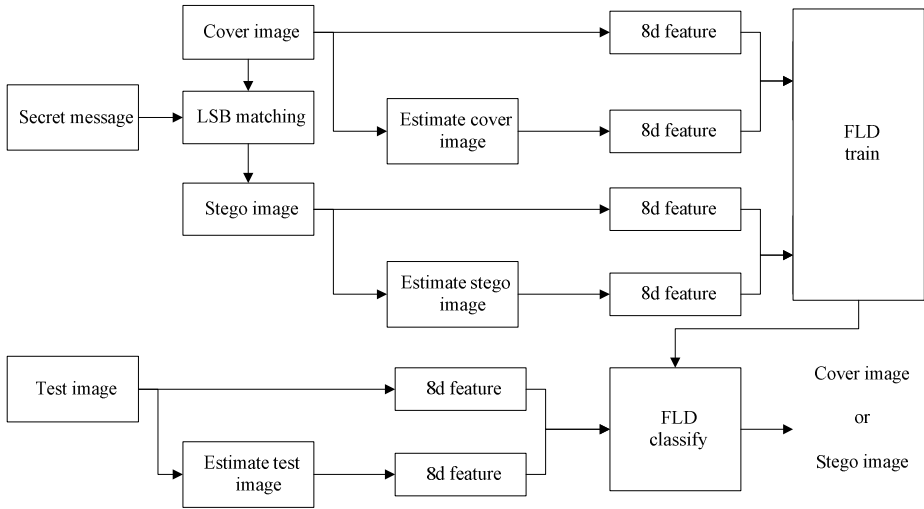 Cover image
8d feature
Secret message
LSB matching
Estimate cover
image
8d feature
FLD
train
Stego image
8d feature
Estimate stego
image
8d feature
Test image
8d feature
FLD
classify
Cover image
or
Stego image
Estimate test
image
8d feature